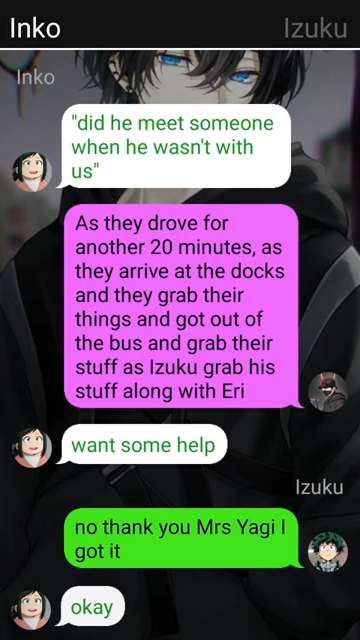 Inko Izuku
Inko
"did he meet someone
when he wasn't with
us"
As they drove for
another 20 minutes, as
they arrive at the docks
and they grab their
things and got out of
the bus and grab their
stuff as Izuku grab his
stuff along with Eri
want some help
Izuku
no thank you Mrs Yagi I
got it
okay